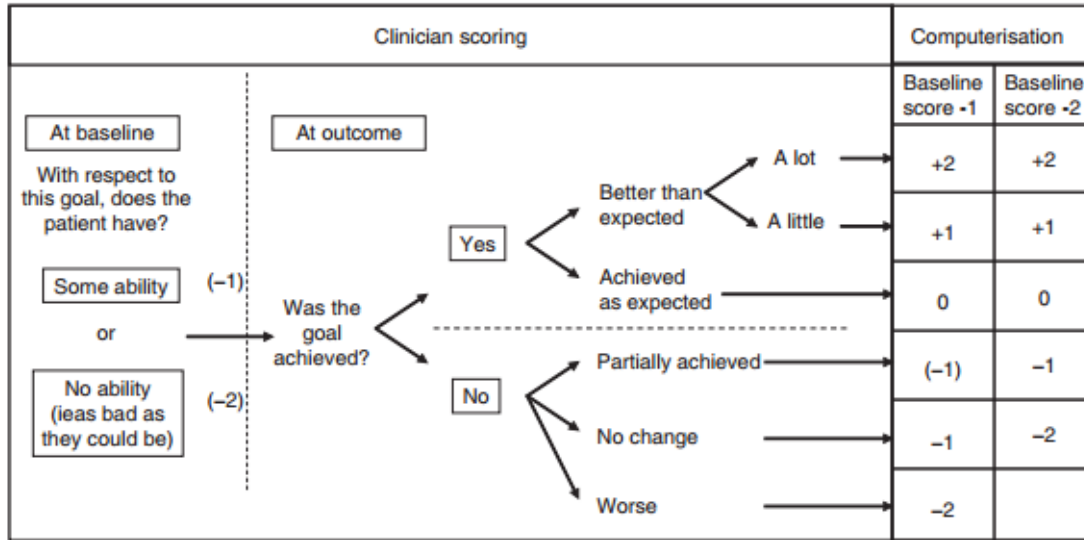 Clinician scoring
Computerisation
Baseline
score -1
Baseline
score -2
At baseline
With respect to
this goal, does the
patient have?
Some ability
(−1)
or
No ability
(ieas bad as
they could be)
(−2)
At outcome
Was the
goal
achieved?
Yes
No
Better than
expected
A lot
A little
Achieved
as expected
Partially achieved
No change
Worse
+2 +2
+1 +1
0 0
(−1) −1
−1 −2
−2